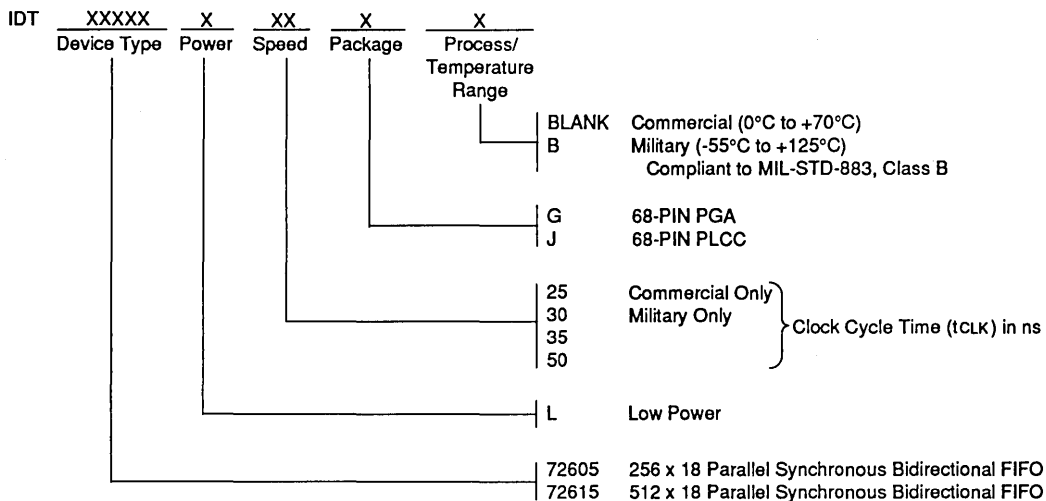 IDT XXXXX X XX X X
Device Type Power Speed Package Process/
Temperature
Range
BLANK Commercial (0°C to +70°C)
B Military (-55°C to +125°C)
Compliant to MIL-STD-883, Class B
G 68-PIN PGA
J 68-PIN PLCC
25 Commercial Only
30 Military Only
35
50
Clock Cycle Time (tCLK) in ns
L Low Power
72605 256 x 18 Parallel Synchronous Bidirectional FIFO
72615 512 x 18 Parallel Synchronous Bidirectional FIFO